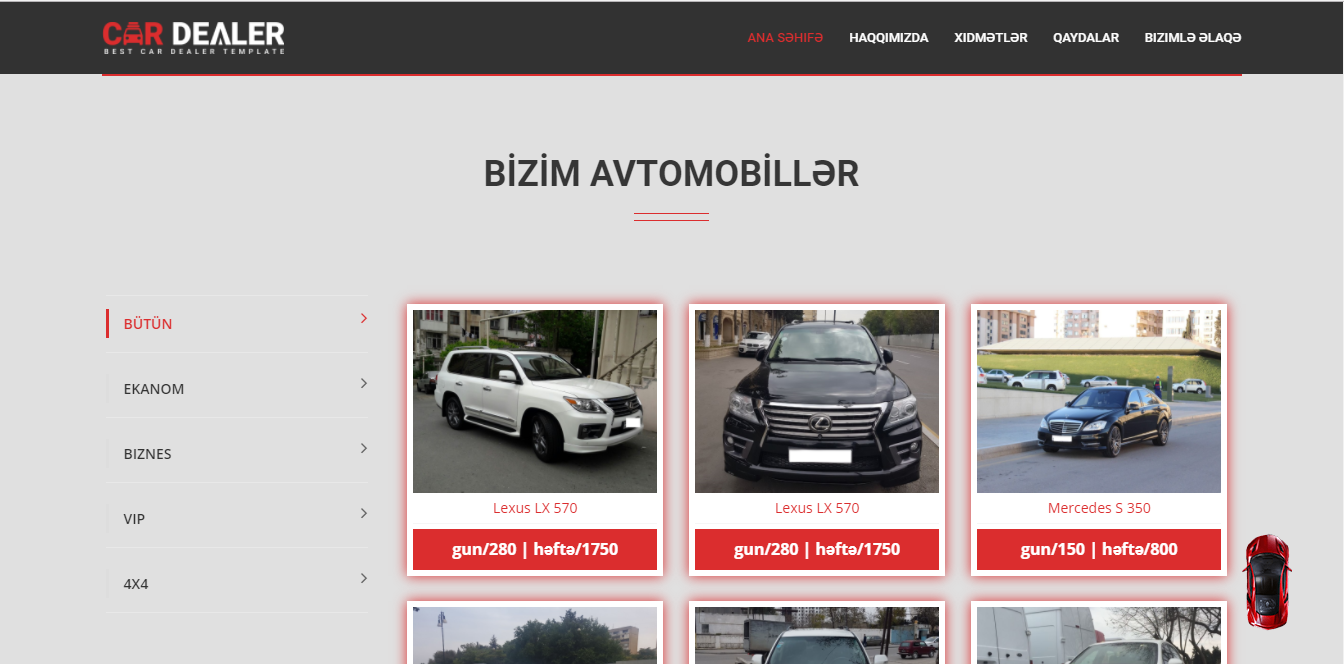 CAR DEALER
BEST CAR DEALER TEMPLATE
ANA SƏHIFƏ HAQQIMIZDA XIDMƏTLƏR QAYDALAR BIZIMLƏ ƏLAQƏ
BİZİM AVTOMOBİLLƏR
BÜTÜN
EKANOM
BIZNES
VIP
4X4
Lexus LX 570
gun/280 | həftə/1750
Lexus LX 570
gun/280 | həftə/1750
Mercedes S 350
gun/150 | həftə/800